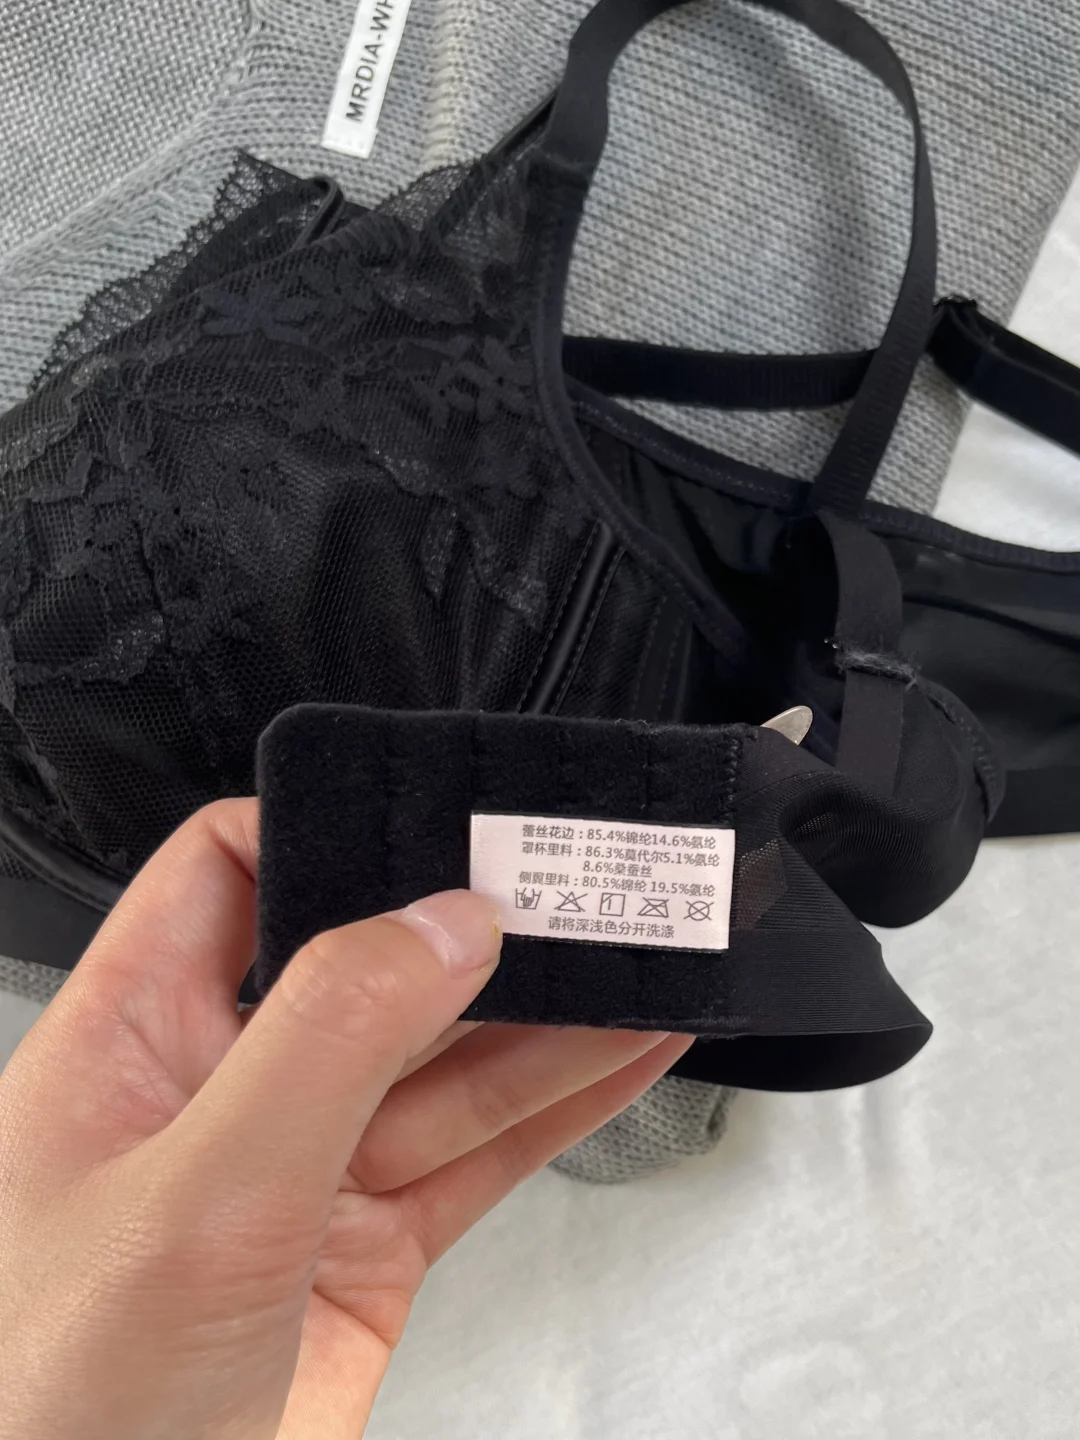 MRDIA-WH
蕾丝花边：85.4%锦纶14.6%氨纶
罩杯里料：86.3%莫代尔5.1%氨纶
8.6%桑蚕丝
侧翼里料：80.5%锦纶 19.5%氨纶
请将深浅色分开洗涤